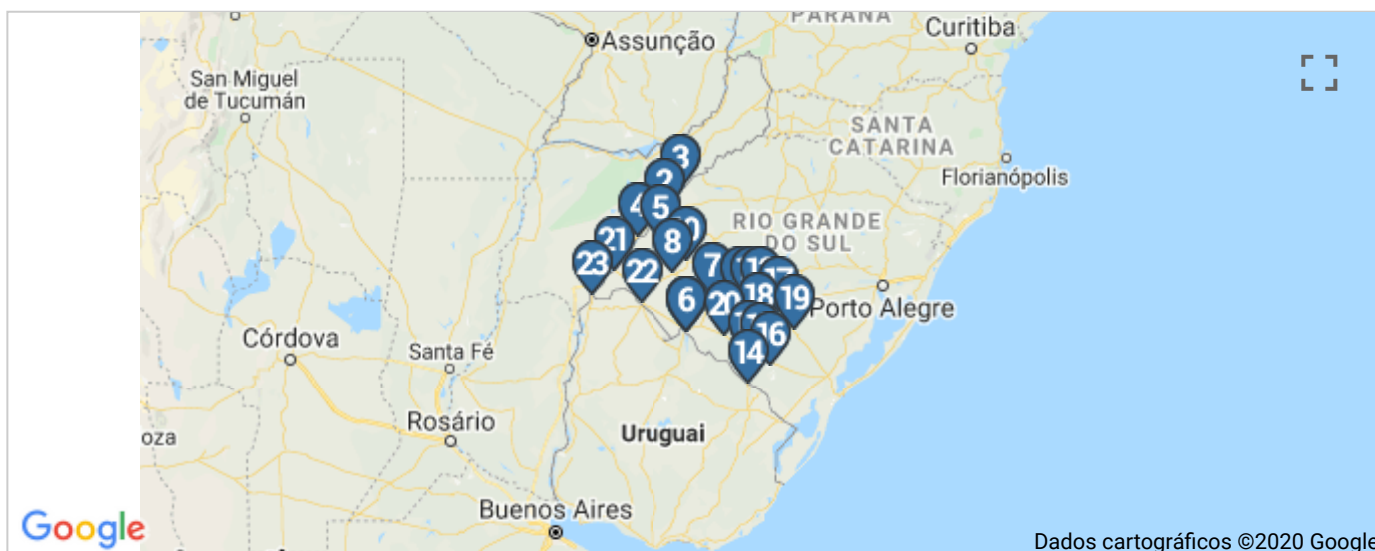 PARANÁ
Curitiba
Assunção
San Miguel
de Tucumán
SANTA
CATARINA
Florianópolis
3
2
4
5
8
21
23
22
7
6
20
18
17
19
16
14
RIO GRANDE
DO SUL
Porto Alegre
Córdova
Santa Fé
Rosário
oza
Uruguai
Buenos Aires
Google
Dados cartográficos ©2020 Google